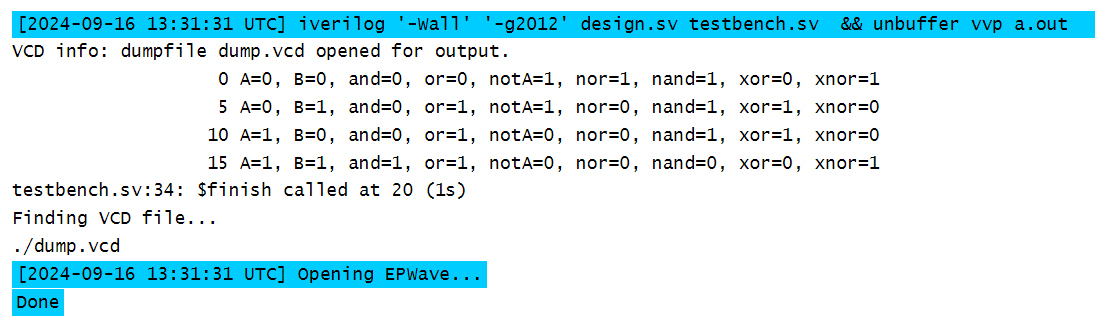 [2024-09-16 13:31:31 UTC] iverilog '-Wall' '-g2012' design.sv testbench.sv  && unbuffer vvp a.out
VCD info: dumpfile dump.vcd opened for output.
                   0 A=0, B=0, and=0, or=0, notA=1, nor=1, nand=1, xor=0, xnor=1
                   5 A=0, B=1, and=0, or=1, notA=1, nor=0, nand=1, xor=1, xnor=0
                  10 A=1, B=0, and=0, or=1, notA=0, nor=0, nand=1, xor=1, xnor=0
                  15 A=1, B=1, and=1, or=1, notA=0, nor=0, nand=0, xor=0, xnor=1
testbench.sv:34: $finish called at 20 (1s)
Finding VCD file...
./dump.vcd
[2024-09-16 13:31:31 UTC] Opening EPWave...
Done